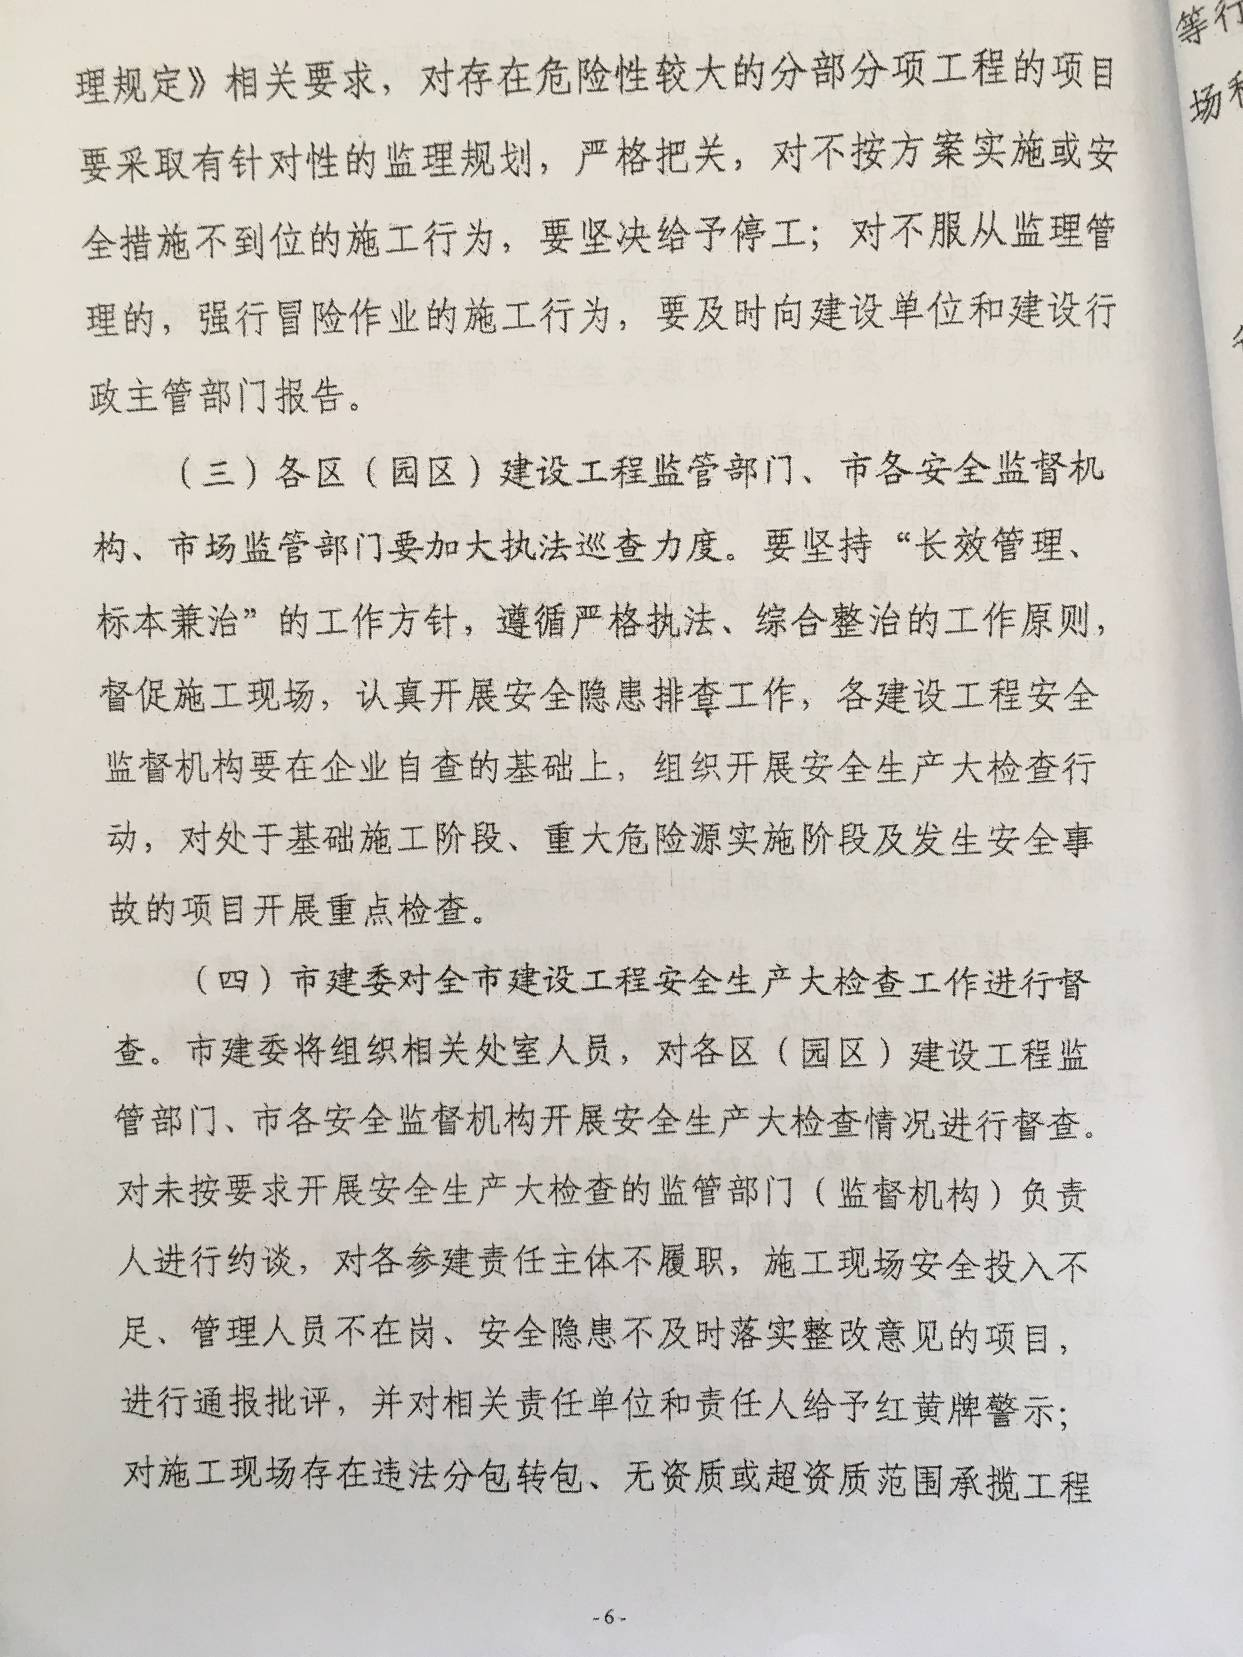 理规定》相关要求，对存在危险性较大的分部分项工程的项目
要采取有针对性的监理规划，严格把关，对不按方案实施或安
全措施不到位的施工行为，要坚决给予停工；对不服从监理管
理的，强行冒险作业的施工行为，要及时向建设单位和建设行
政主管部门报告。
（三）各区（园区）建设工程监管部门、市各安全监督机
构、市场监管部门要加大执法巡查力度。要坚持“长效管理、
标本兼治”的工作方针，遵循严格执法、综合整治的工作原则，
督促施工现场，认真开展安全隐患排查工作，各建设工程安全
监督机构要在企业自查的基础上，组织开展安全生产大检查行
动，对处于基础施工阶段、重大危险源实施阶段及发生安全事
故的项目开展重点检查。
（四）市建委对全市建设工程安全生产大检查工作进行督
查。市建委将组织相关处室人员，对各区（园区）建设工程监
管部门、市各安全监督机构开展安全生产大检查情况进行督查。
对未按要求开展安全生产大检查的监管部门（监督机构）负责
人进行约谈，对各参建责任主体不履职，施工现场安全投入不
足、管理人员不在岗、安全隐患不及时落实整改意见的项目，
进行通报批评，并对相关责任单位和责任人给予红黄牌警示；
对施工现场存在违法分包转包、无资质或超资质范围承揽工程
-6-
等行
场和